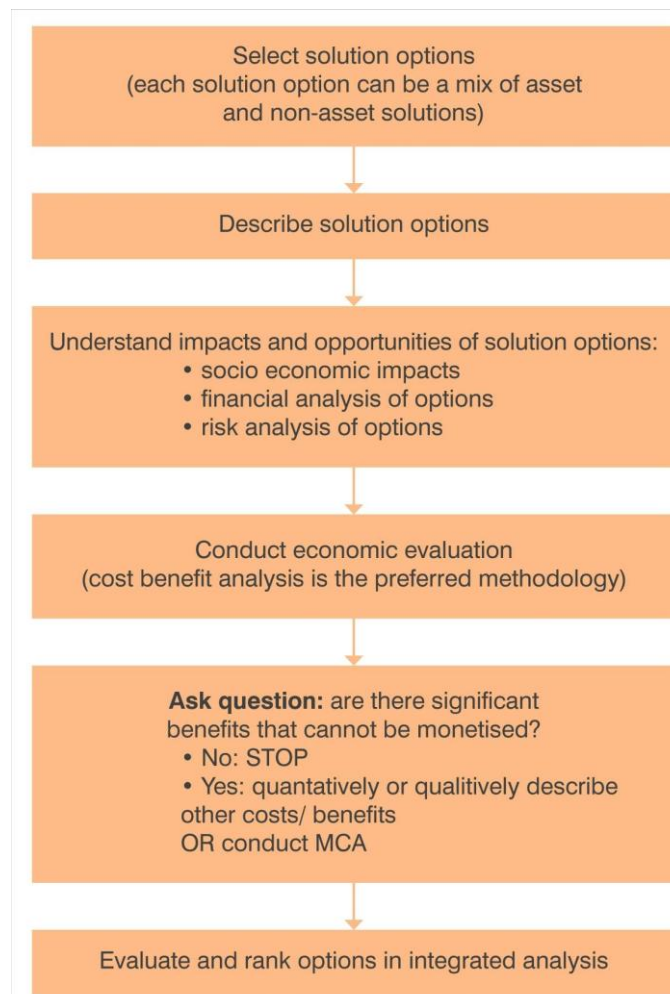 Select solution options
(each solution option can be a mix of asset
and non-asset solutions)
Describe solution options
Understand impacts and opportunities of solution options:
• socio economic impacts
• financial analysis of options
• risk analysis of options
Conduct economic evaluation
(cost benefit analysis is the preferred methodology)
Ask question: are there significant
benefits that cannot be monetised?
• No: STOP
• Yes: quantatively or qualitively describe
other costs/ benefits
OR conduct MCA
Evaluate and rank options in integrated analysis